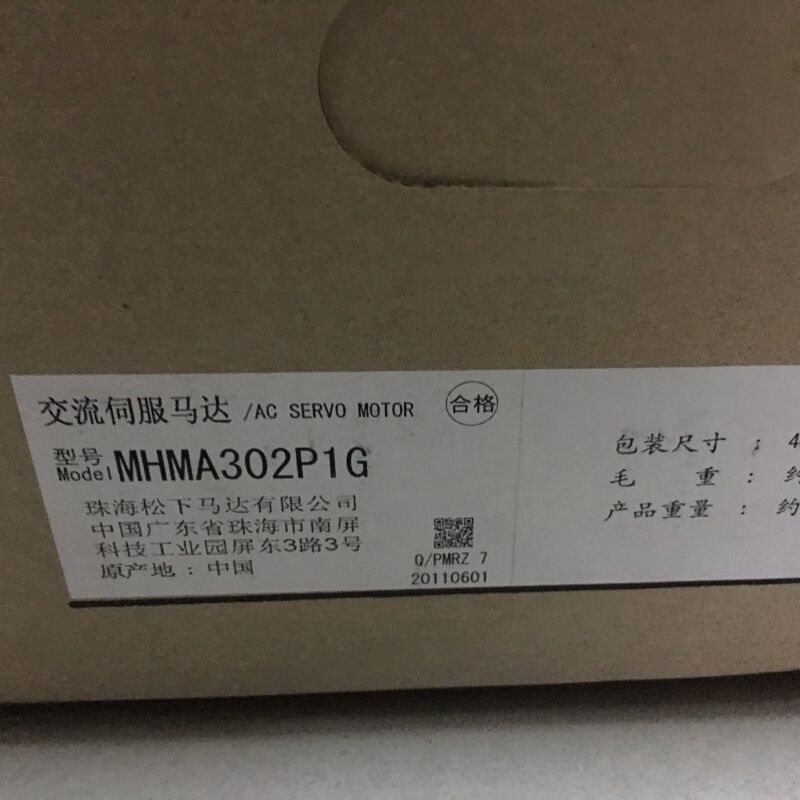 交流伺服马达 /AC SERVO MOTOR 合格
型号
Model MHMA302P1G
珠海松下马达有限公司
中国广东省珠海市南屏
科技工业园屏东3路3号
原产地：中国
Q/PMRZ 7
20110601
包装尺寸 ： 4
毛 重 ： 约
产品重量 ： 约